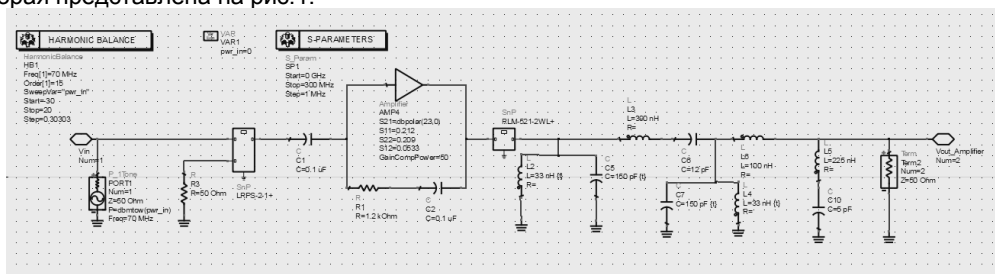 орая представлена на рис.1.
HARMONIC BALANCE
HarmonicBalance
HB1
Freq[1]=70 MHz
Order[1]=15
SweepVar="pwr_in"
Start=-30
Stop=20
Step=0.30303
VAR
VAR1
pwr_in=0
S-PARAMETERS
S_Param
SP1
Start=0 GHz
Stop=300 MHz
Step=1 MHz
Amplifier
AMP4
S21=dbpolar(23,0)
S11=0.212
S22=0.209
S12=0.0533
GainCompPower=50
Vin
Num=1
P_1Tone
PORT1
Num=1
Z=50 Ohm
P=dbmtow(pwr_in)
Freq=70 MHz
R
R3
R=50 Ohm
SnP
LRPS-2-1+
C
C1
C=0.1 uF
R
R1
R=1.2 kOhm
C
C2
C=0.1 uF
SnP
RLM-521-2WL+
L
L2
L=33 nH {t}
R=
C
C5
C=150 pF {t}
L
L3
L=390 nH
R=
C
C6
C=12 pF
C
C7
C=150 pF {t}
L
L6
L=100 nH
R=
L
L4
L=33 nH {t}
R=
L
L5
L=225 nH
R=
C
C10
C=5 pF
Term
Term2
Num=2
Z=50 Ohm
Vout_Amplifier
Num=2